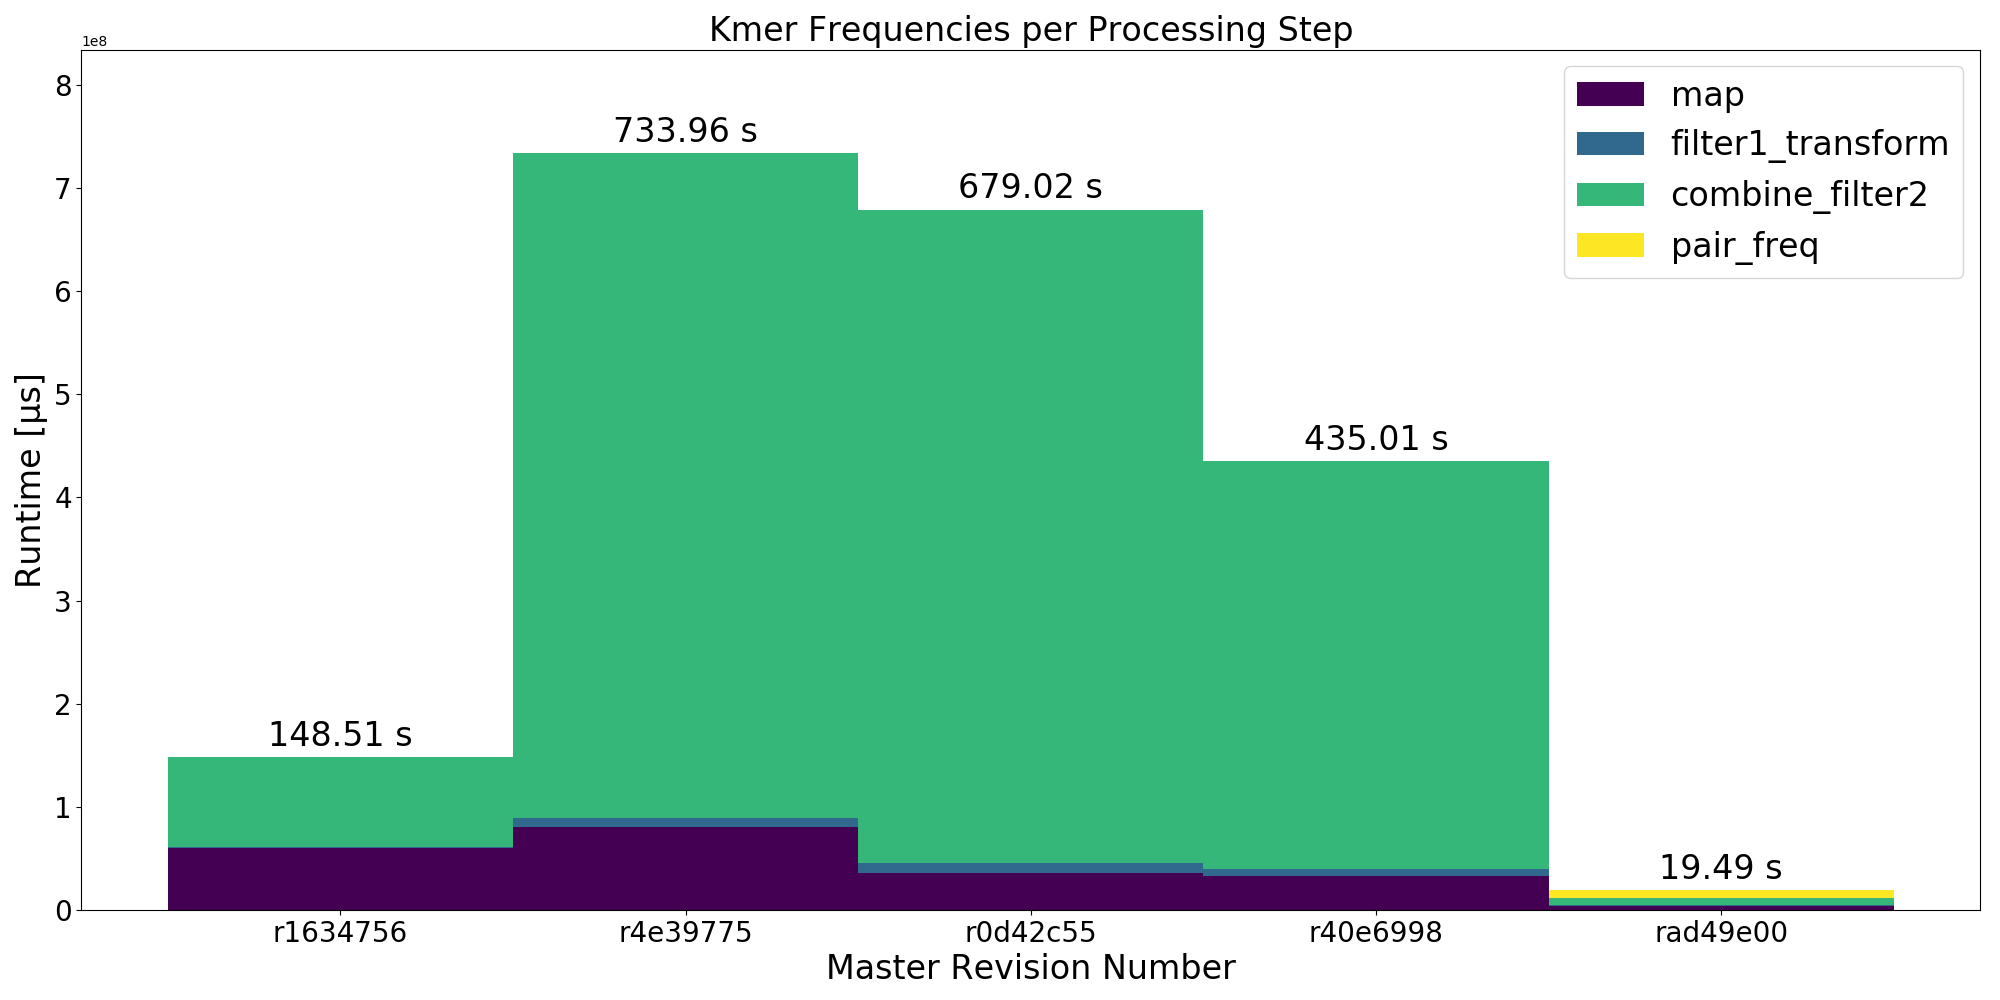 Kmer Frequencies per Processing Step
1e8
8
7
6
5
4
3
2
1
0
Runtime [µs]
148.51 s
733.96 s
679.02 s
435.01 s
19.49 s
map
filter1_transform
combine_filter2
pair_freq
r1634756
r4e39775
r0d42c55
r40e6998
rad49e00
Master Revision Number